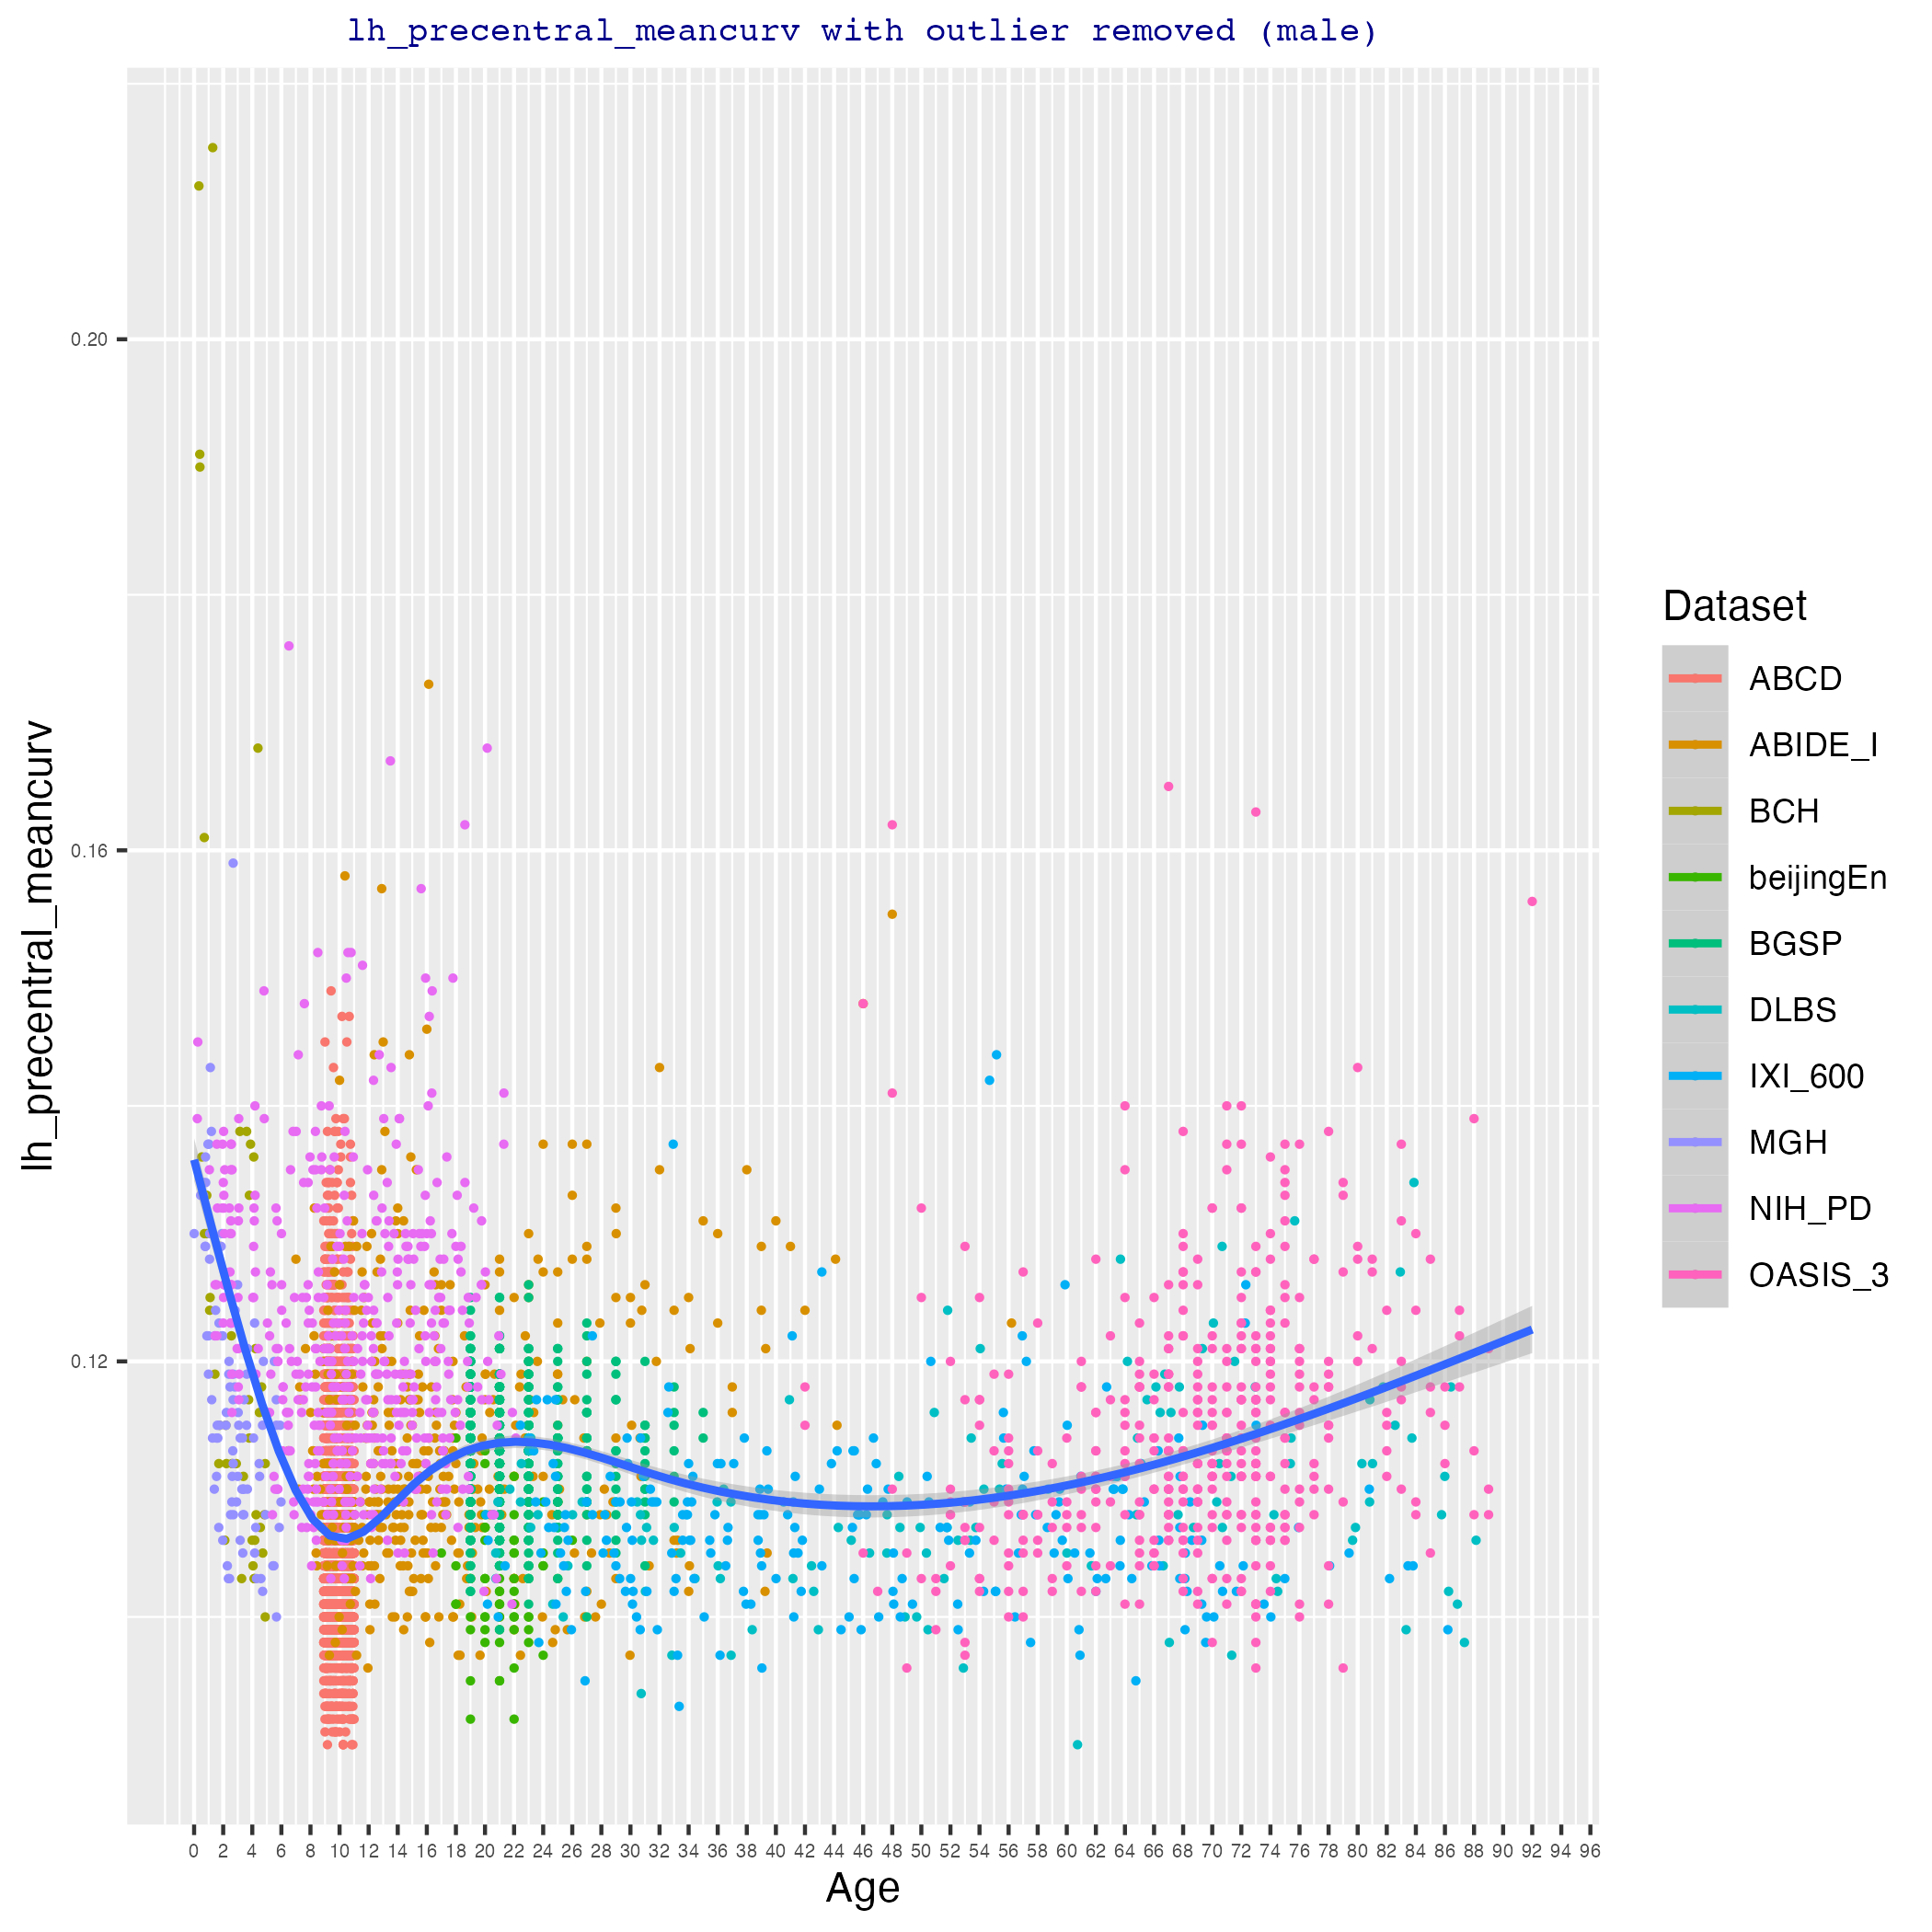 lh_precentral_meancurv with outlier removed (male)
lh_precentral_meancurv
0.20
0.16
0.12
0 2 4 6 8 10 12 14 16 18 20 22 24 26 28 30 32 34 36 38 40 42 44 46 48 50 52 54 56 58 60 62 64 66 68 70 72 74 76 78 80 82 84 86 88 90 92 94 96
Age
Dataset
ABCD
ABIDE_I
BCH
beijingEn
BGSP
DLBS
IXI_600
MGH
NIH_PD
OASIS_3